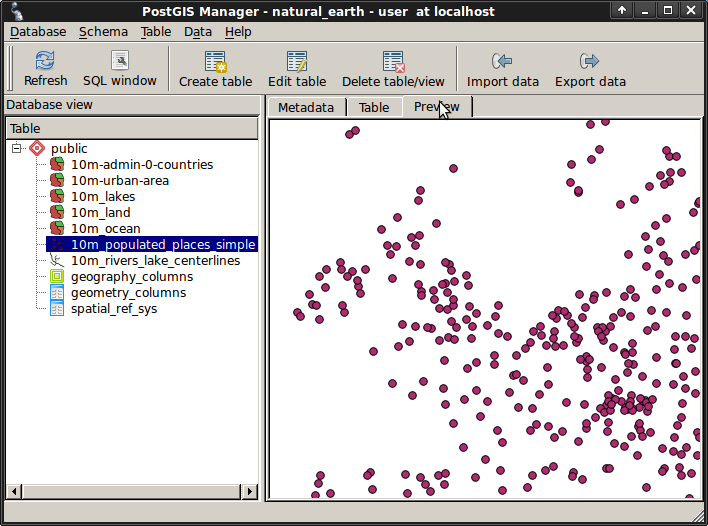 PostGIS Manager - natural_earth - user at localhost
Database Schema Table Data Help
Refresh SQL window Create table Edit table Delete table/view Import data Export data
Database view
Metadata Table Preview
Table
public
10m-admin-0-countries
10m-urban-area
10m_lakes
10m_land
10m_ocean
10m_populated_places_simple
10m_rivers_lake_centerlines
geography_columns
geometry_columns
spatial_ref_sys